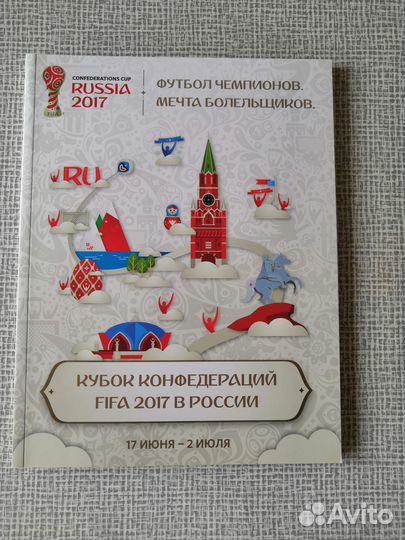 CONFEDERATIONS CUP
RUSSIA
2017
FIFA
ФУТБОЛ ЧЕМПИОНОВ.
МЕЧТА БОЛЕЛЬЩИКОВ.
RU
КУБОК КОНФЕДЕРАЦИЙ
FIFA 2017 В РОССИИ
17 ИЮНЯ – 2 ИЮЛЯ
Avito